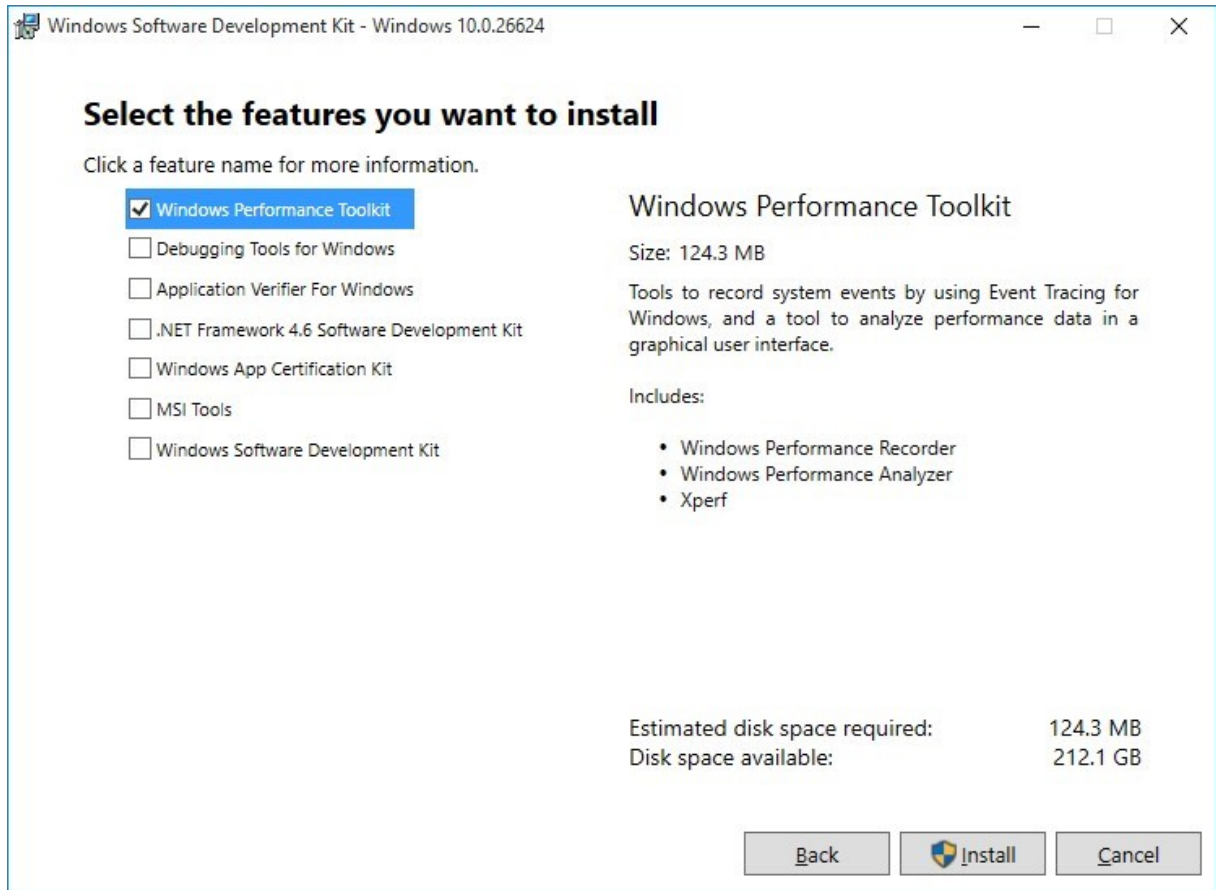 Windows Software Development Kit - Windows 10.0.26624
Select the features you want to install
Click a feature name for more information.
Windows Performance Toolkit
Debugging Tools for Windows
Application Verifier For Windows
.NET Framework 4.6 Software Development Kit
Windows App Certification Kit
MSI Tools
Windows Software Development Kit
Windows Performance Toolkit
Size: 124.3 MB
Tools to record system events by using Event Tracing for
Windows, and a tool to analyze performance data in a
graphical user interface.
Includes:
• Windows Performance Recorder
• Windows Performance Analyzer
• Xperf
Estimated disk space required: 124.3 MB
Disk space available: 212.1 GB
Back Install Cancel